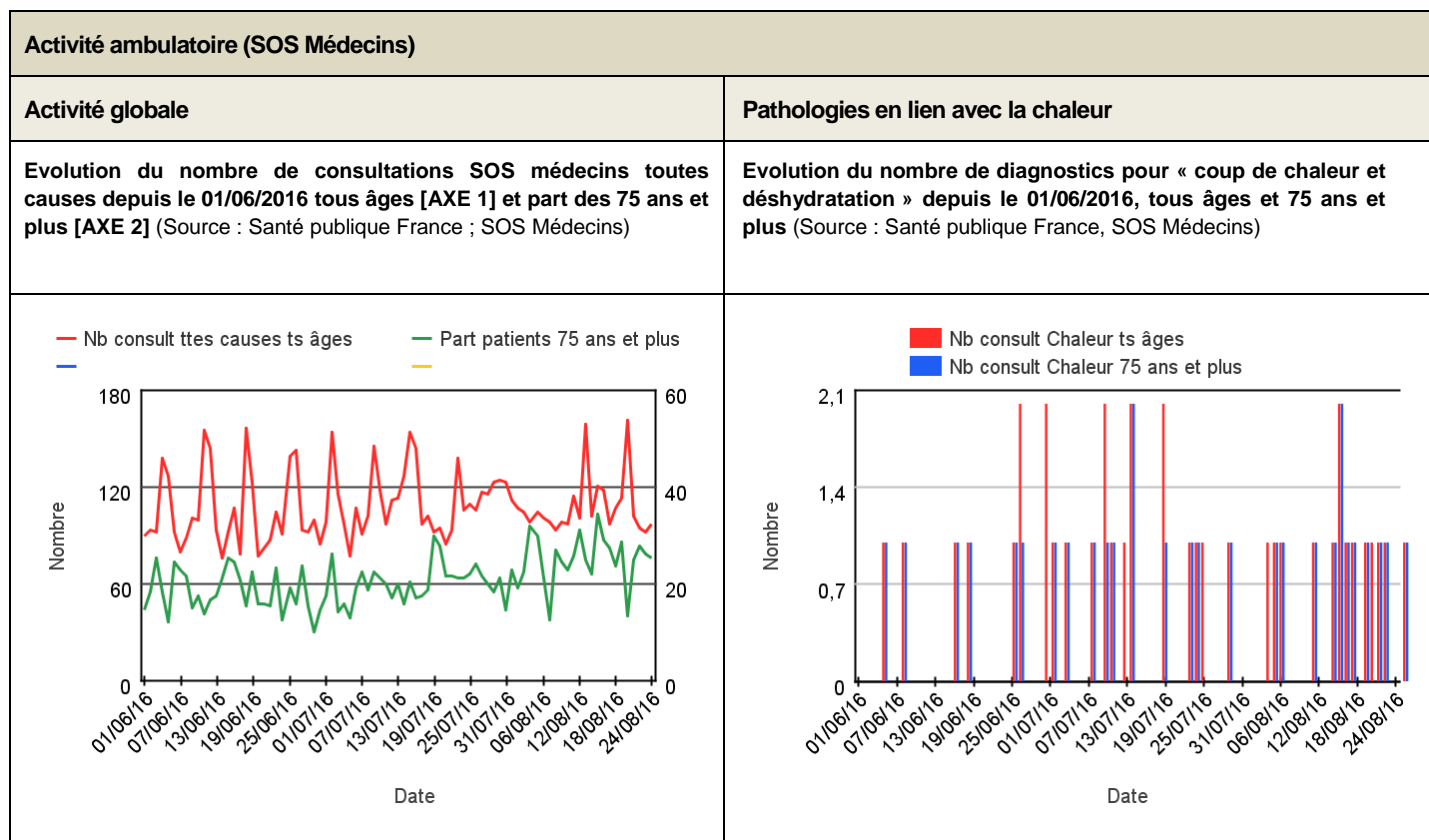 Activité ambulatoire (SOS Médecins)
Activité globale
Pathologies en lien avec la chaleur
Evolution du nombre de consultations SOS médecins toutes
causes depuis le 01/06/2016 tous âges [AXE 1] et part des 75 ans et
plus [AXE 2] (Source : Santé publique France ; SOS Médecins)
Evolution du nombre de diagnostics pour « coup de chaleur et
déshydratation » depuis le 01/06/2016, tous âges et 75 ans et
plus (Source : Santé publique France, SOS Médecins)
Nb consult ttes causes ts âges
Part patients 75 ans et plus
180
120
60
0
60
40
20
0
Nombre
01/06/16
07/06/16
13/06/16
19/06/16
25/06/16
01/07/16
07/07/16
13/07/16
19/07/16
25/07/16
31/07/16
06/08/16
12/08/16
18/08/16
24/08/16
Date
Nb consult Chaleur ts âges
Nb consult Chaleur 75 ans et plus
2,1
1,4
0,7
0
Nombre
01/06/16
07/06/16
13/06/16
19/06/16
25/06/16
01/07/16
07/07/16
13/07/16
19/07/16
25/07/16
31/07/16
06/08/16
12/08/16
18/08/16
24/08/16
Date